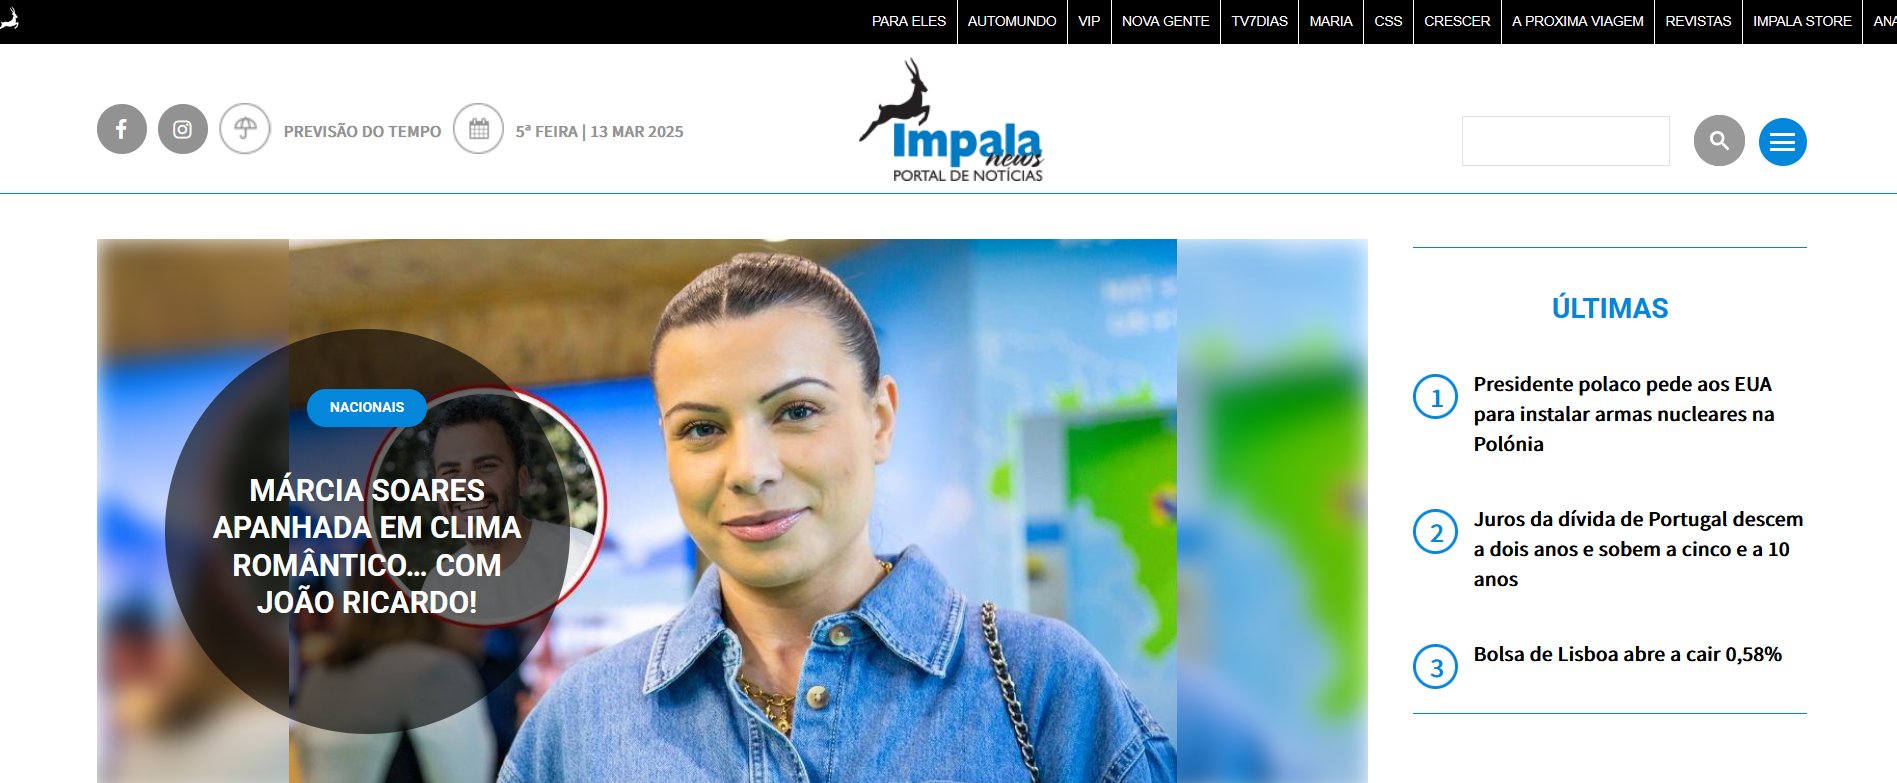 PARA ELES AUTOMUNDO VIP NOVA GENTE TV7DIAS MARIA CSS CRESCER A PROXIMA VIAGEM REVISTAS IMPALA STORE
PREVISÃO DO TEMPO 5ª FEIRA | 13 MAR 2025
Impala
news
PORTAL DE NOTÍCIAS
NACIONAIS
MÁRCIA SOARES
APANHADA EM CLIMA
ROMÂNTICO... COM
JOÃO RICARDO!
ÚLTIMAS
1 Presidente polaco pede aos EUA
para instalar armas nucleares na
Polónia
2 Juros da dívida de Portugal descem
a dois anos e sobem a cinco e a 10
anos
3 Bolsa de Lisboa abre a cair 0,58%